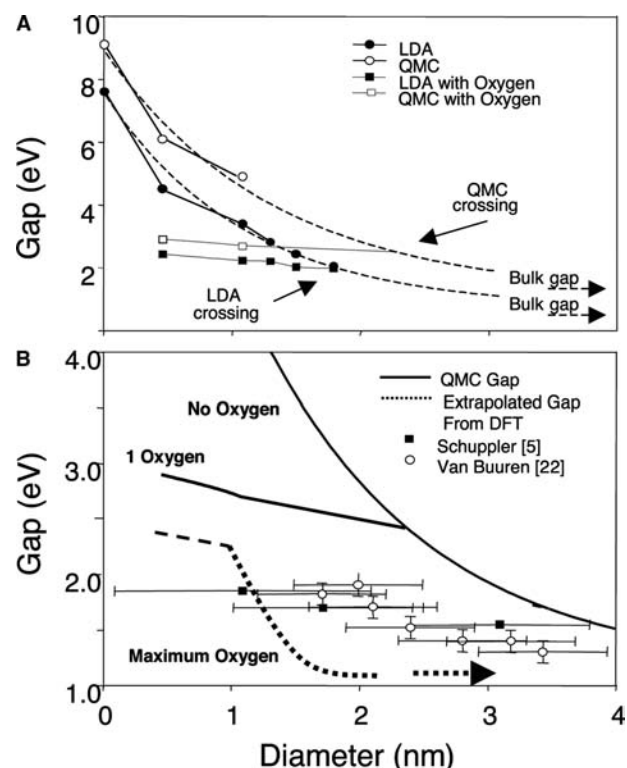 A
10
8
6
4
2
Gap (eV)
LDA
QMC
LDA with Oxygen
QMC with Oxygen
QMC
crossing
LDA
crossing
Bulk gap
Bulk gap
B
4.0
3.0
2.0
1.0
Gap (eV)
No Oxygen
1 Oxygen
Maximum Oxygen
QMC Gap
Extrapolated Gap
From DFT
Schuppler [5]
Van Buuren [22]
0
1
2
3
4
Diameter (nm)